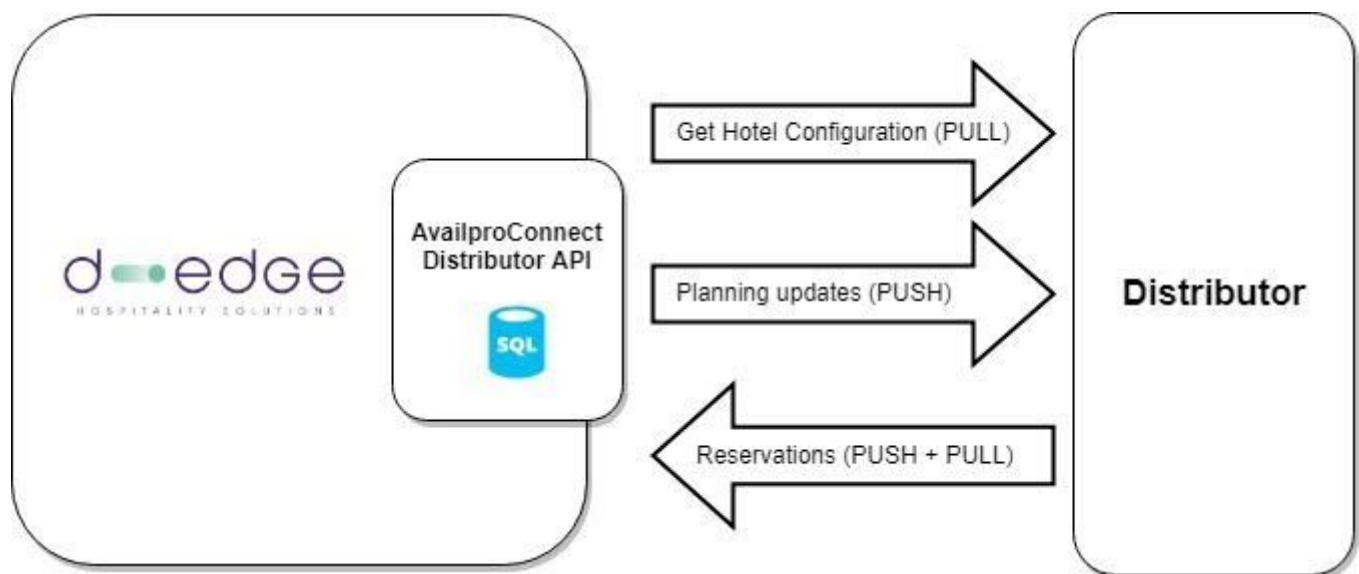 d-edge
HOSPITALITY SOLUTIONS
AvailproConnect
Distributor API
SQL
Get Hotel Configuration (PULL)
Planning updates (PUSH)
Reservations (PUSH + PULL)
Distributor